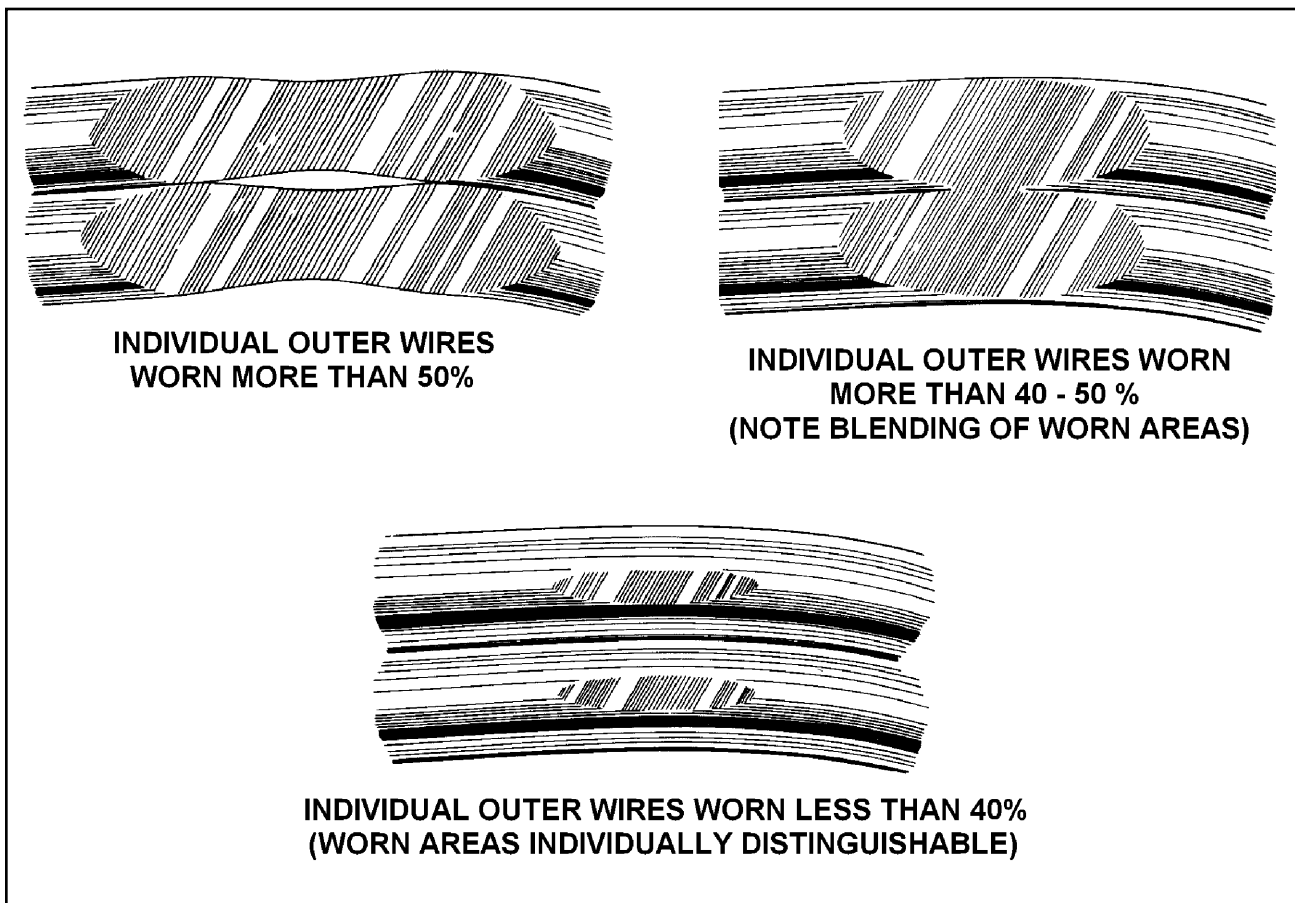 INDIVIDUAL OUTER WIRES
WORN MORE THAN 50%
INDIVIDUAL OUTER WIRES WORN
MORE THAN 40 - 50 %
(NOTE BLENDING OF WORN AREAS)
INDIVIDUAL OUTER WIRES WORN LESS THAN 40%
(WORN AREAS INDIVIDUALLY DISTINGUISHABLE)